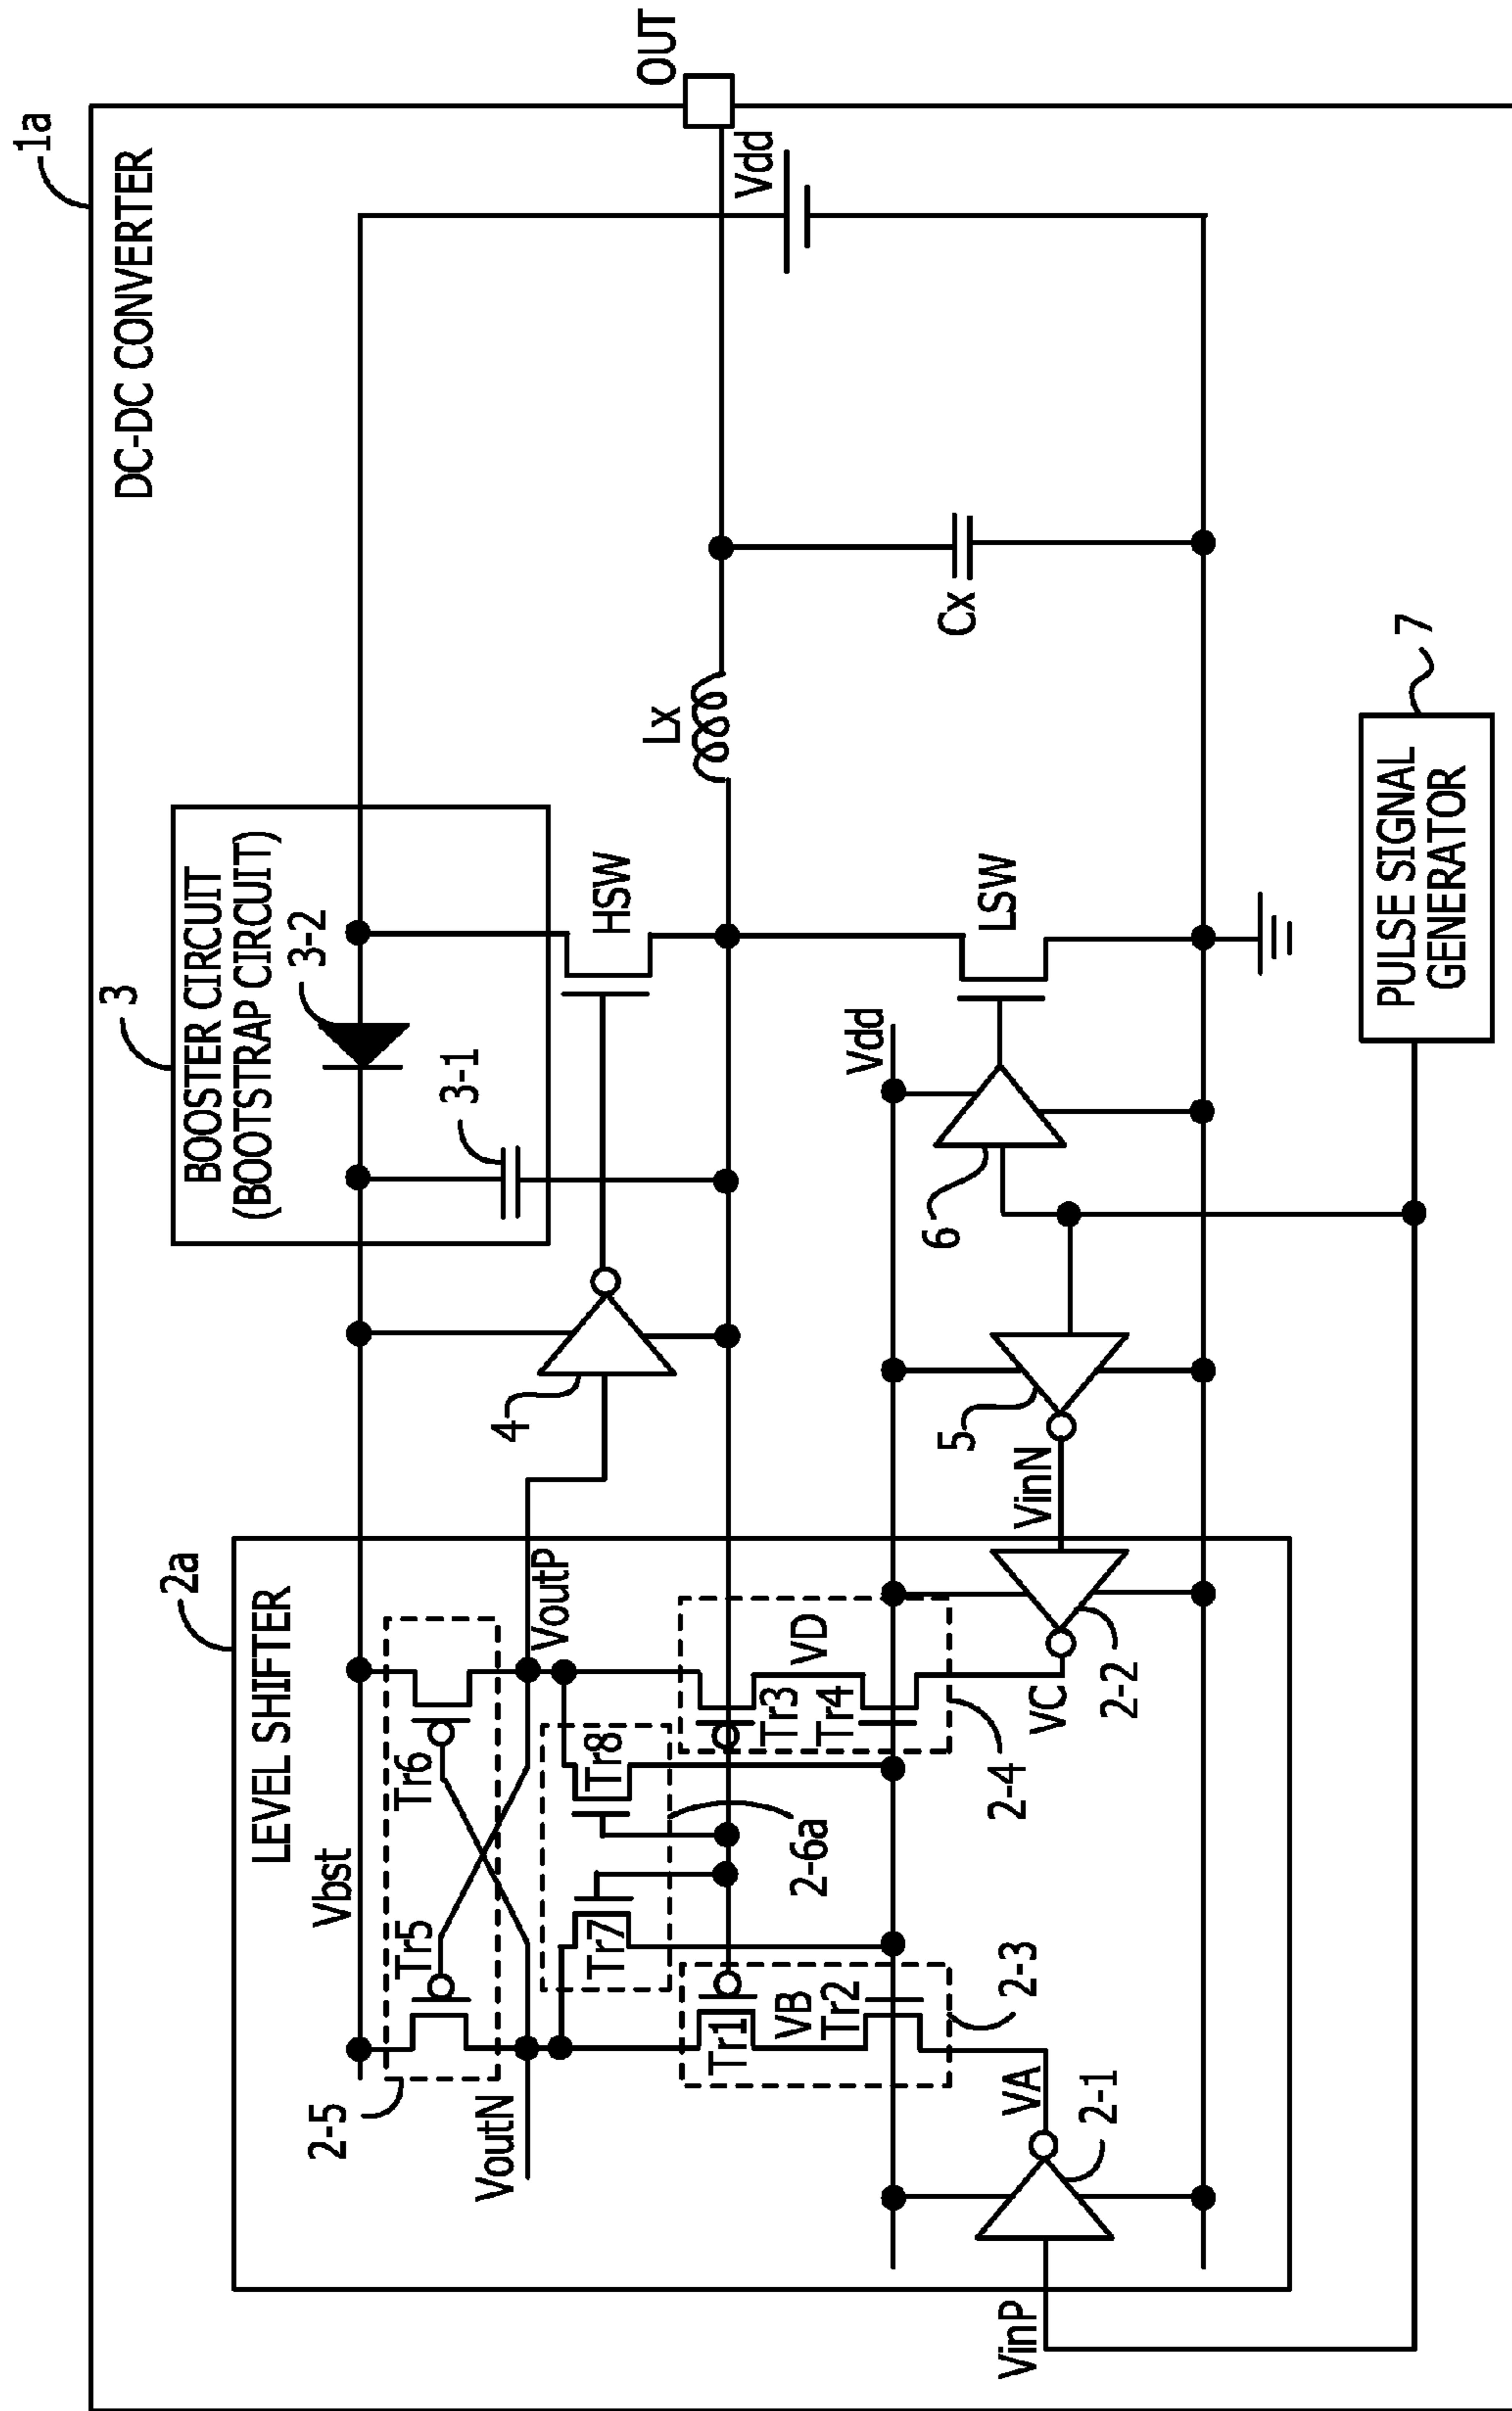 1a
DC-DC CONVERTER
OUT
Vdd
3
BOOSTER CIRCUIT
(BOOTSTRAP CIRCUIT)
3-2
3-1
HSW
Lx
Cx
LSW
Vdd
4
5
6
VinN
7
PULSE SIGNAL
GENERATOR
2a
LEVEL SHIFTER
Vbst
2-5
Tr5
Tr6
VoutN
VoutP
Tr7
Tr8
2-6a
Tr1
VB
Tr2
2-3
Tr3
VD
Tr4
2-4
VA
2-1
VC
2-2
VinP